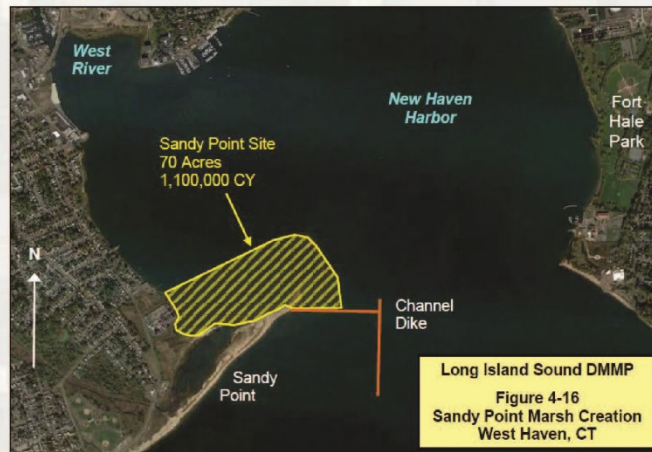 West
River
New Haven
Harbor
Fort
Hale
Park
Sandy Point Site
70 Acres
1,100,000 CY
N
Channel
Dike
Sandy
Point
Long Island Sound DMMP
Figure 4-16
Sandy Point Marsh Creation
West Haven, CT